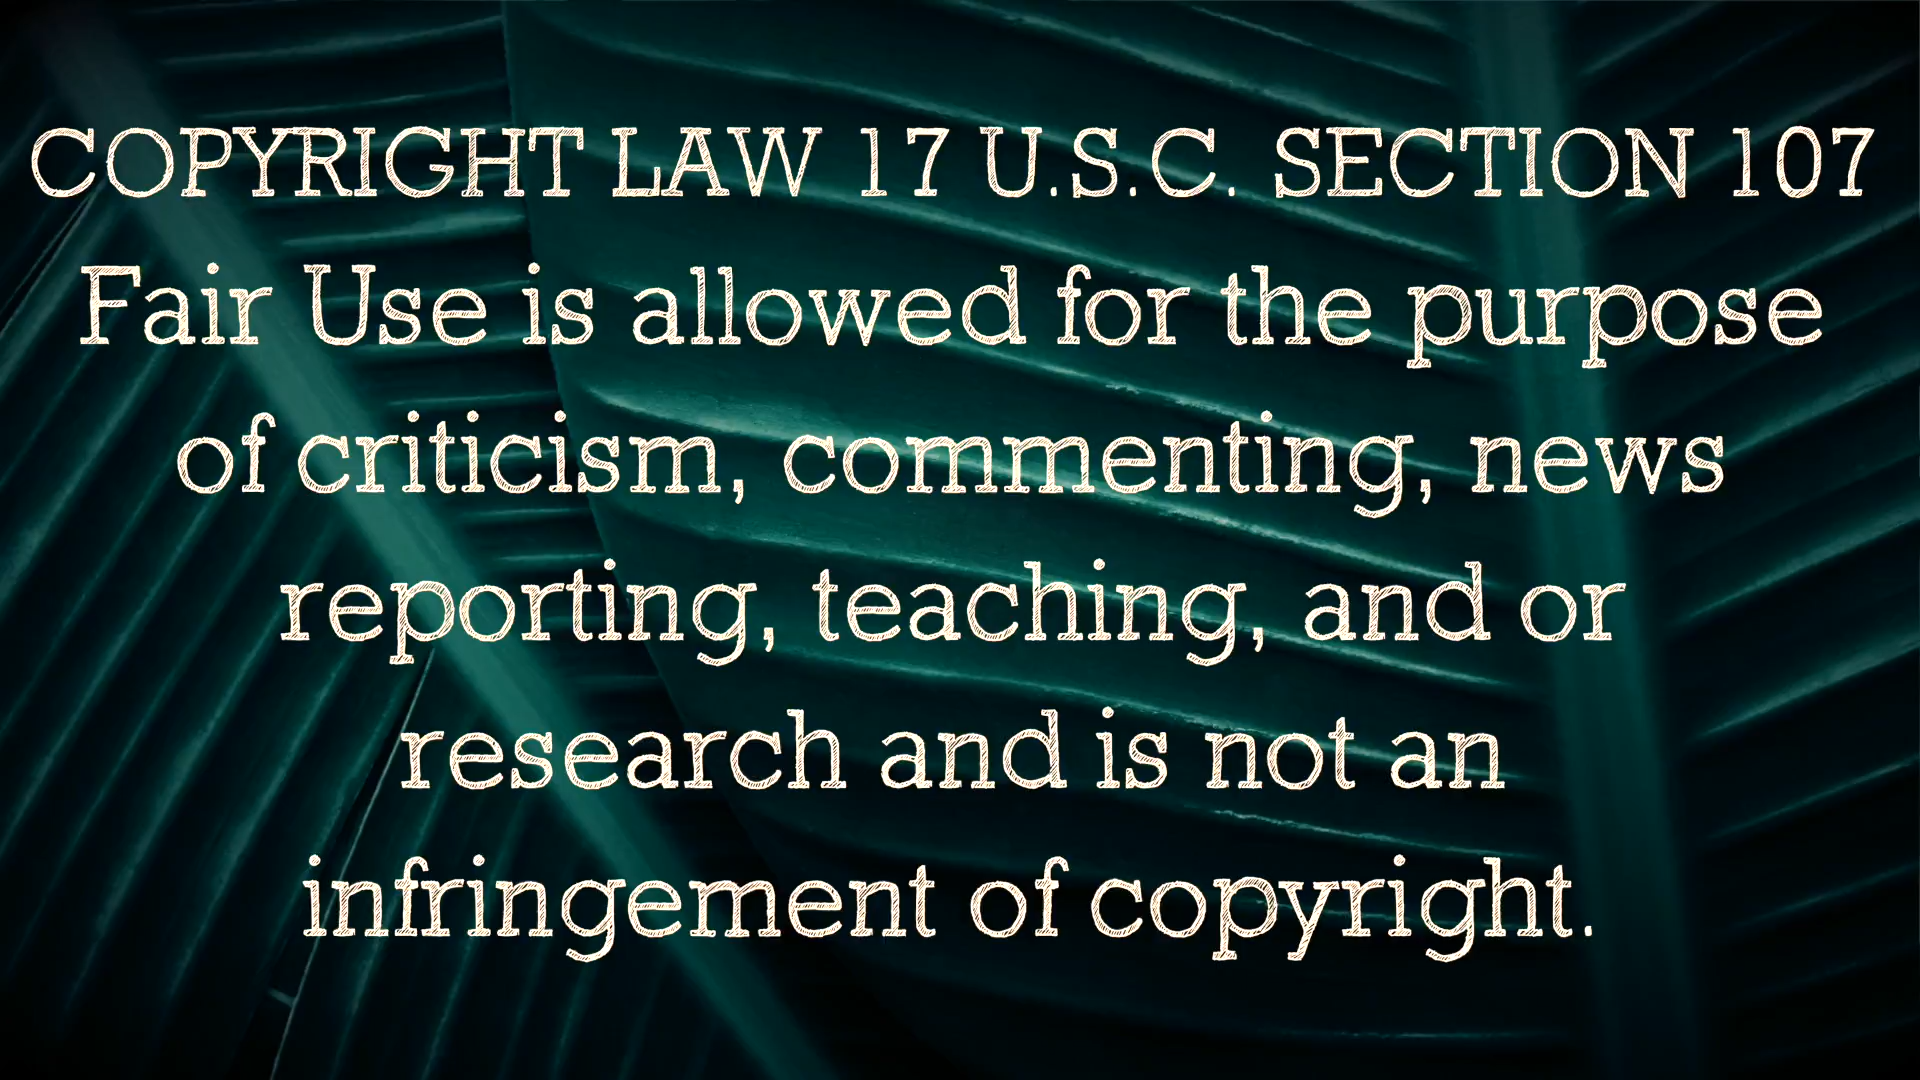 COPYRIGHT LAW 17 U.S.C. SECTION 107
Fair Use is allowed for the purpose
of criticism, commenting, news
reporting, teaching, and or
research and is not an
infringement of copyright.